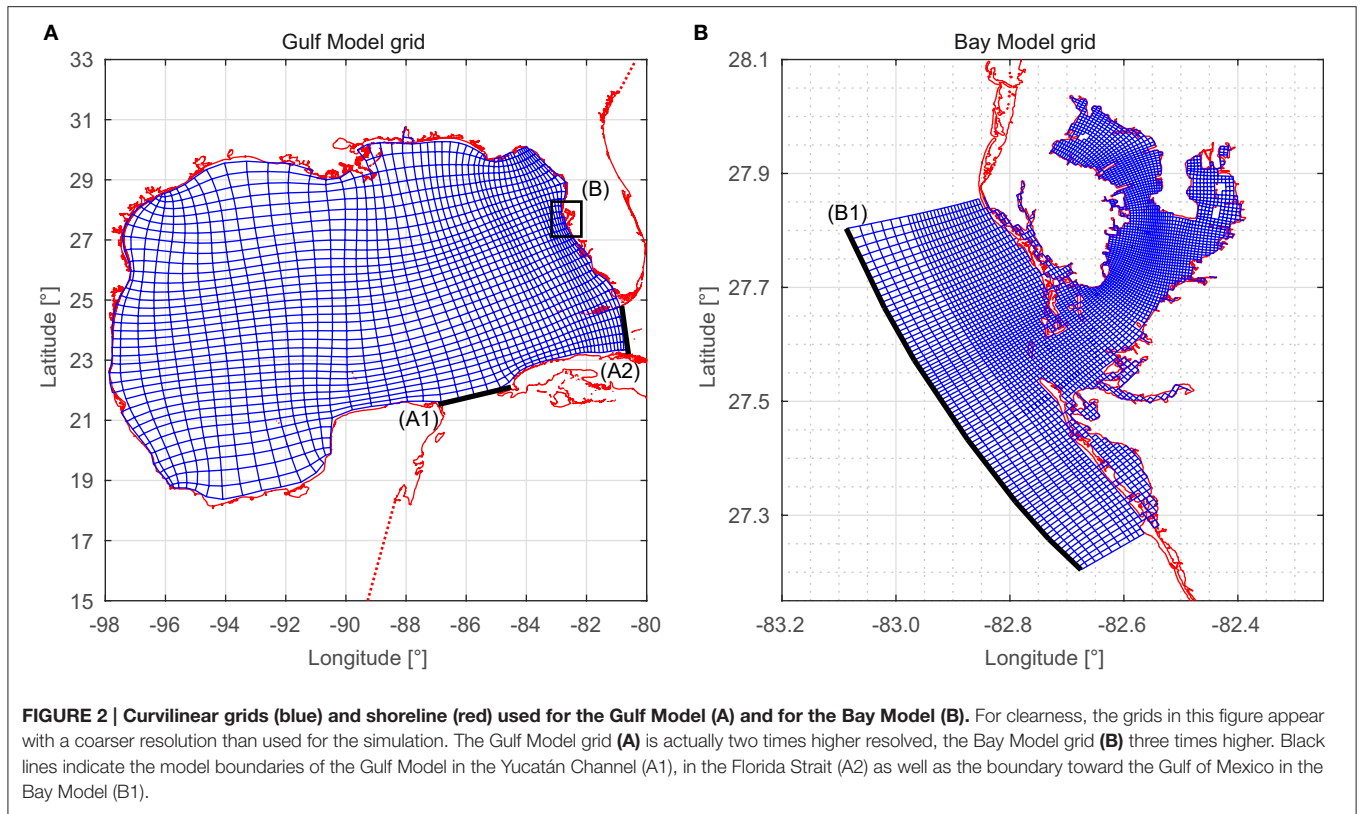 A
Gulf Model grid
33
31
29
27
25
23
21
19
17
15
Latitude [°]
-98 -96 -94 -92 -90 -88 -86 -84 -82 -80
Longitude [°]
(B)
(A2)
(A1)
B
Bay Model grid
28.1
27.9
27.7
27.5
27.3
Latitude [°]
-83.2 -83.0 -82.8 -82.6 -82.4
Longitude [°]
(B1)
FIGURE 2 | Curvilinear grids (blue) and shoreline (red) used for the Gulf Model (A) and for the Bay Model (B). For clearness, the grids in this figure appear
with a coarser resolution than used for the simulation. The Gulf Model grid (A) is actually two times higher resolved, the Bay Model grid (B) three times higher. Black
lines indicate the model boundaries of the Gulf Model in the Yucatán Channel (A1), in the Florida Strait (A2) as well as the boundary toward the Gulf of Mexico in the
Bay Model (B1).